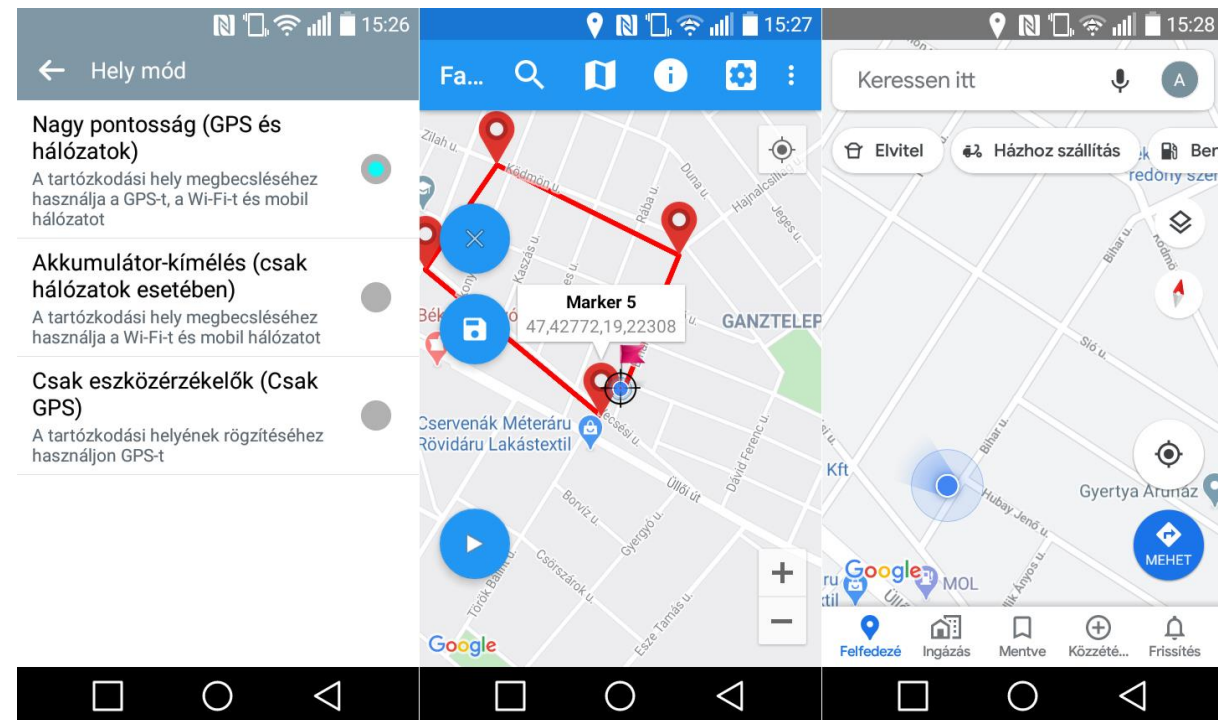 15:26
Hely mód
Nagy pontosság (GPS és
hálózatok)
A tartózkodási hely megbecsléséhez
használja a GPS-t, a Wi-Fi-t és mobil
hálózatot
Akkumulátor-kímélés (csak
hálózatok esetében)
A tartózkodási hely megbecsléséhez
használja a Wi-Fi-t és mobil hálózatot
Csak eszközérzékelők (Csak
GPS)
A tartózkodási helyének rögzítéséhez
használjon GPS-t
15:27
Fa...
Zilah u.
Ködmön u.
Duna u.
Hajnalcsillag u.
Rába u.
Jeges u.
Kaszás u.
Marker 5
47,42772,19,22308
GANZTELEP
Cservenák Méteráru
Rövidáru Lakástextil
Dávid Ferenc u.
Üllői út
Borvíz u.
Gyergyó u.
Csörszárok u.
Török Bálint u.
Esze Tamás u.
Google
15:28
Keressen itt
A
Elvitel
Házhoz szállítás
Ber
redőny szer
Bihar u.
Sió u.
Kft
Bihar u.
Hubay Jenő u.
Gyertya Áruház
MEHET
Google
MOL
Felfedezé
Ingázás
Mentve
Közzété...
Frissítés